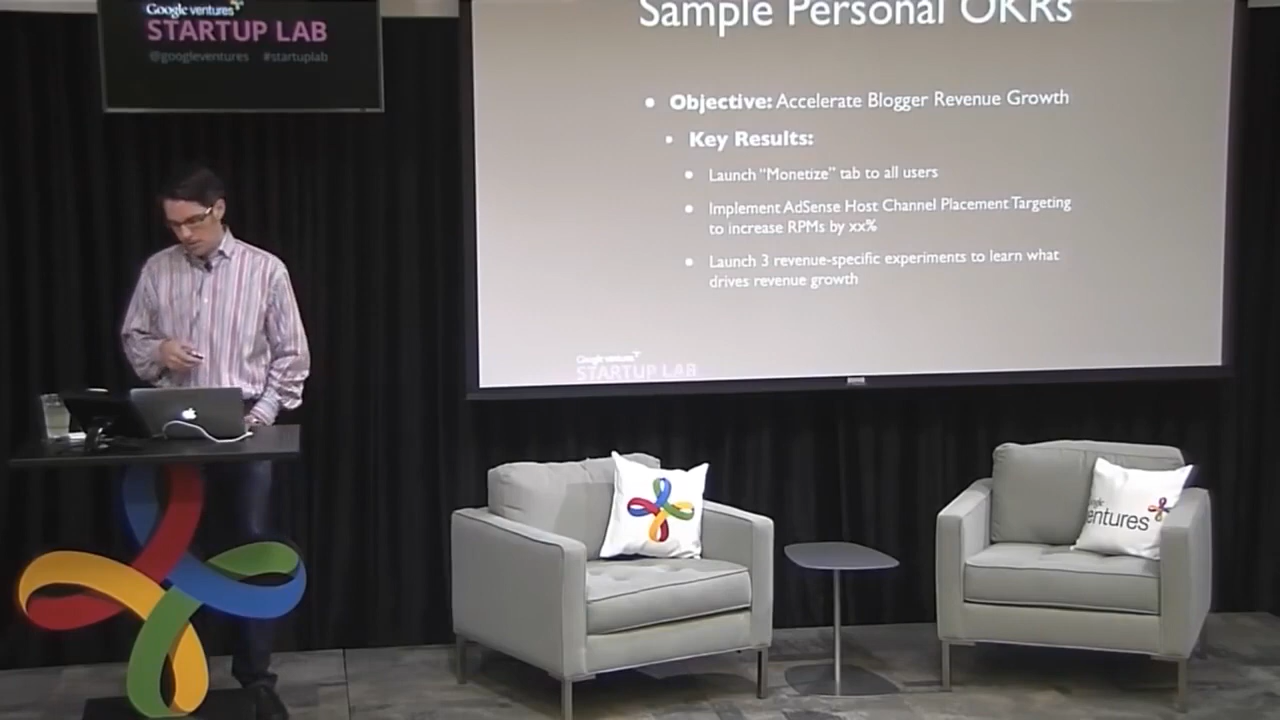 Google ventures
STARTUP LAB
@googleventures #startuplab
Sample Personal OKRs
Objective: Accelerate Blogger Revenue Growth
Key Results:
Launch “Monetize” tab to all users
Implement AdSense Host Channel Placement Targeting
to increase RPMs by xx%
Launch 3 revenue-specific experiments to learn what
drives revenue growth
Google ventures
STARTUP LAB
ogle
entures